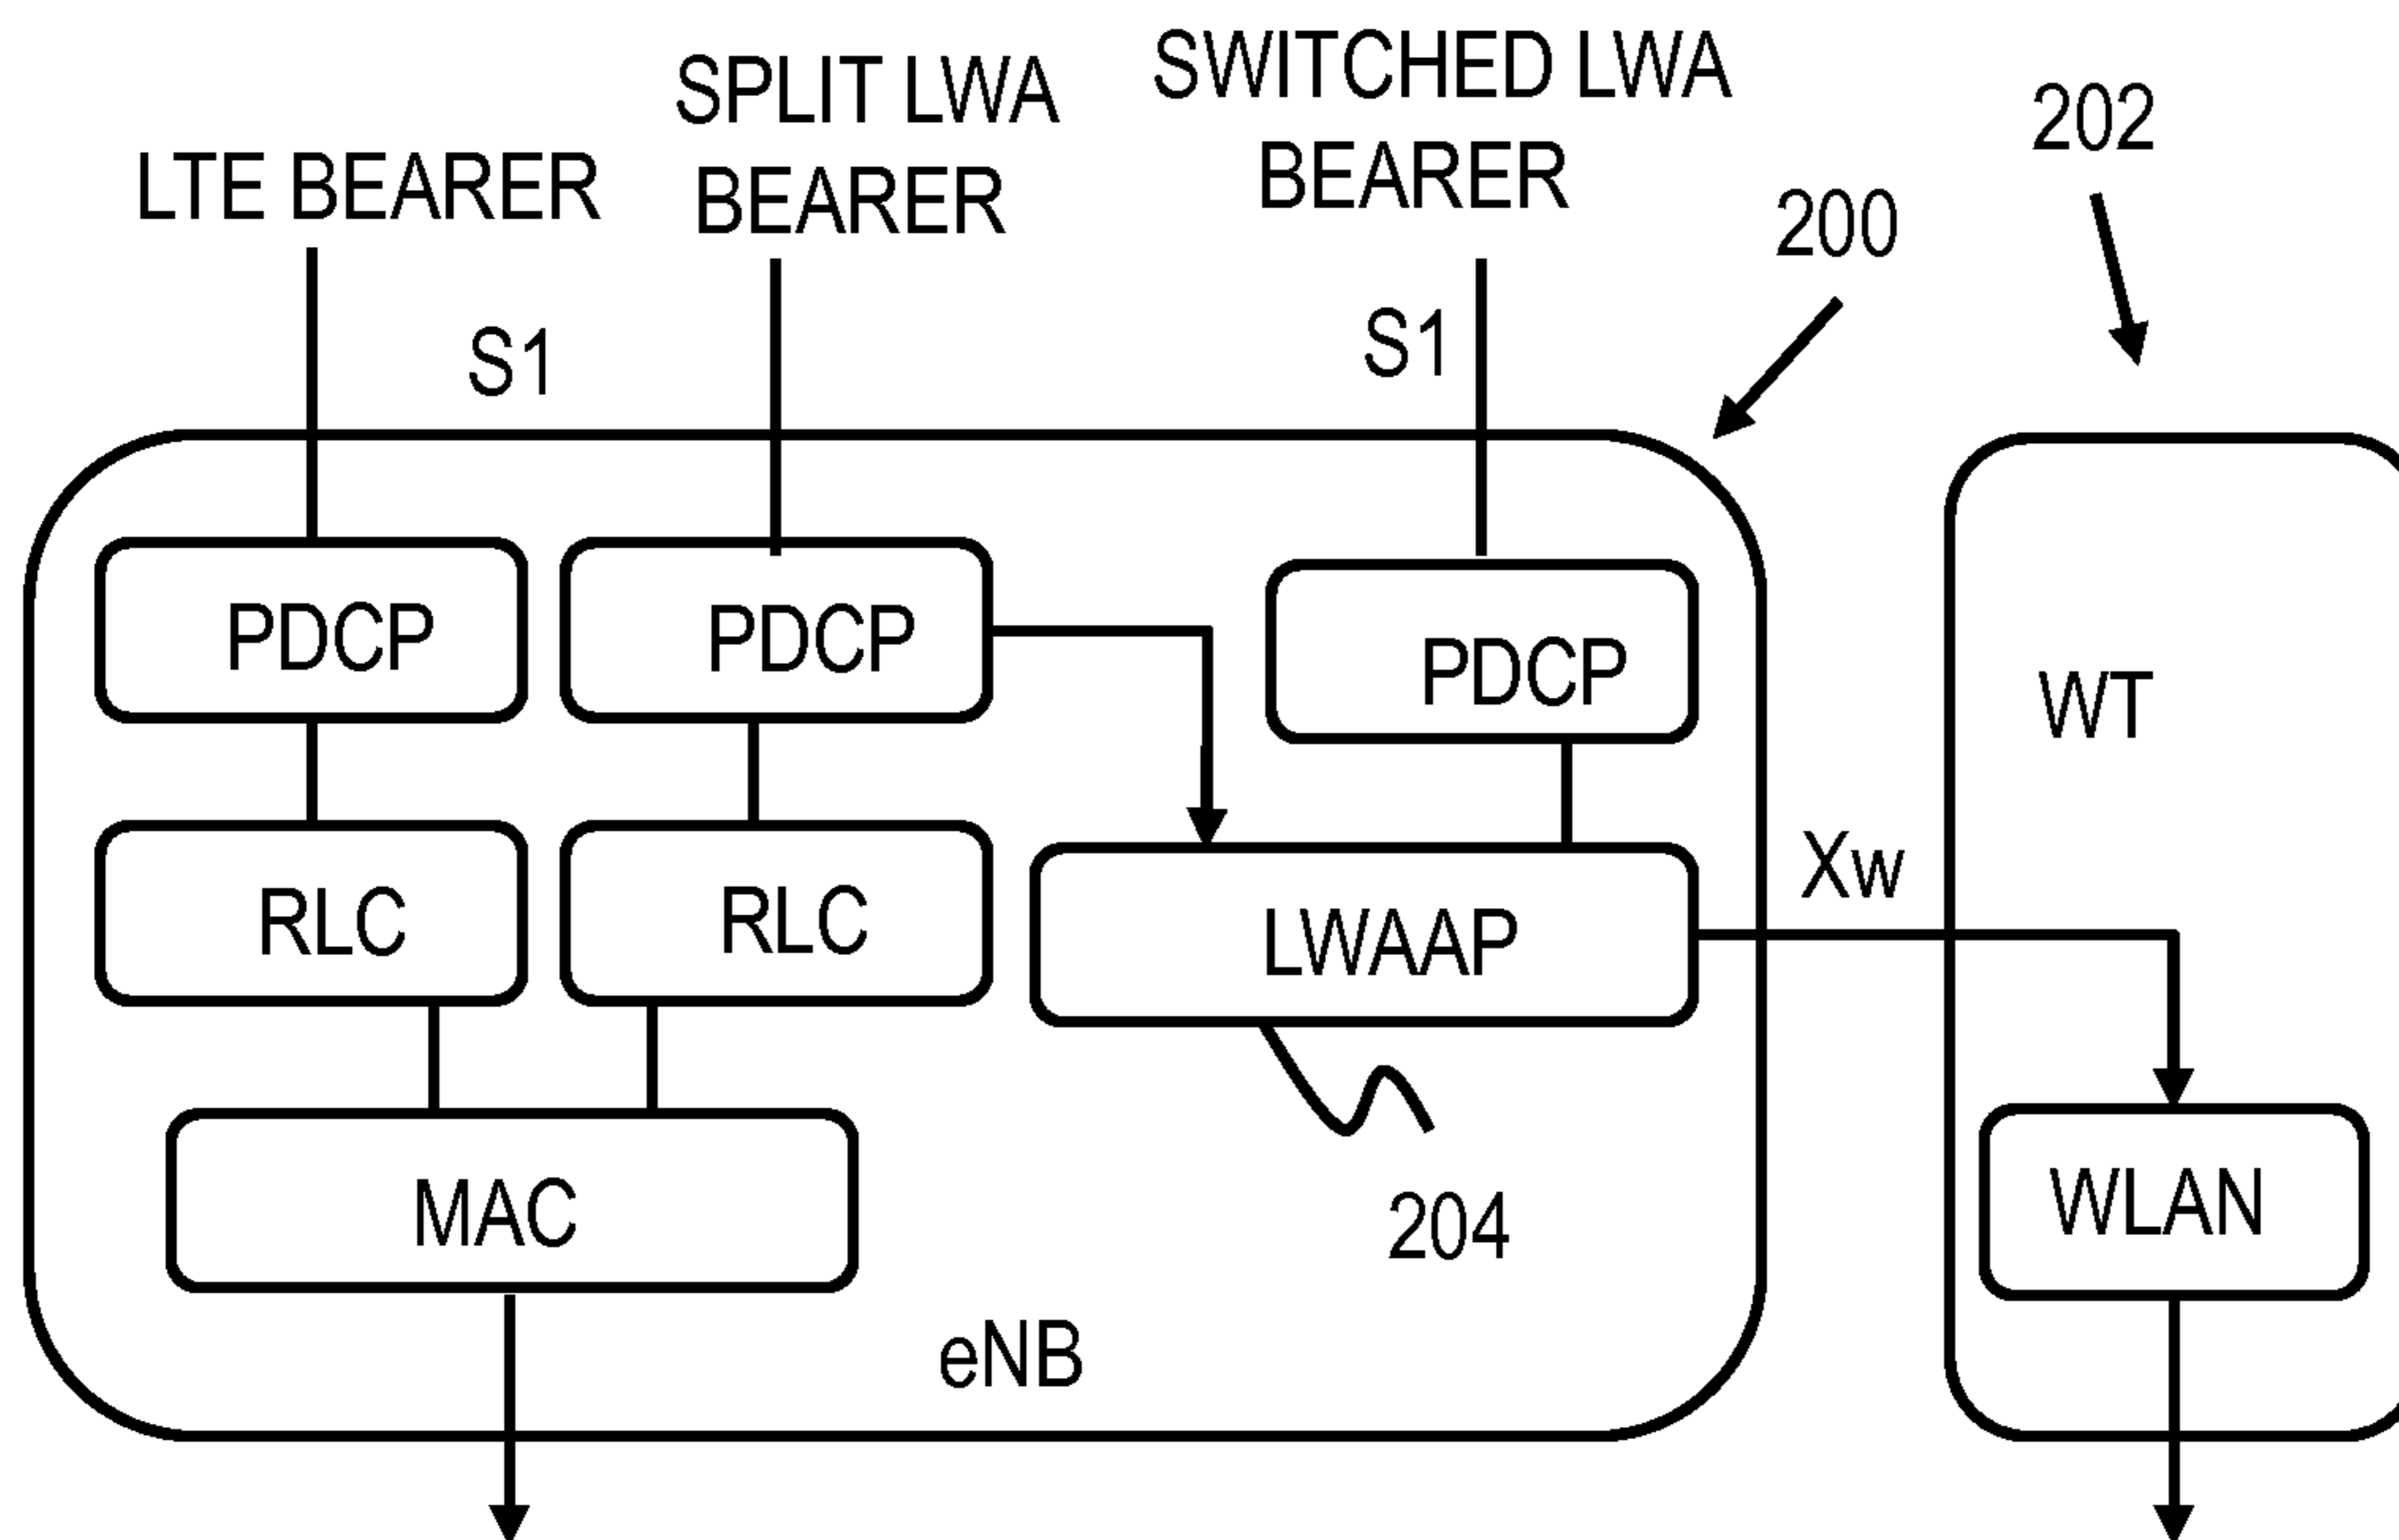 LTE BEARER
SPLIT LWA
BEARER
SWITCHED LWA
BEARER
200
202
S1
S1
PDCP
PDCP
PDCP
WT
RLC
RLC
LWAAP
Xw
MAC
204
WLAN
eNB